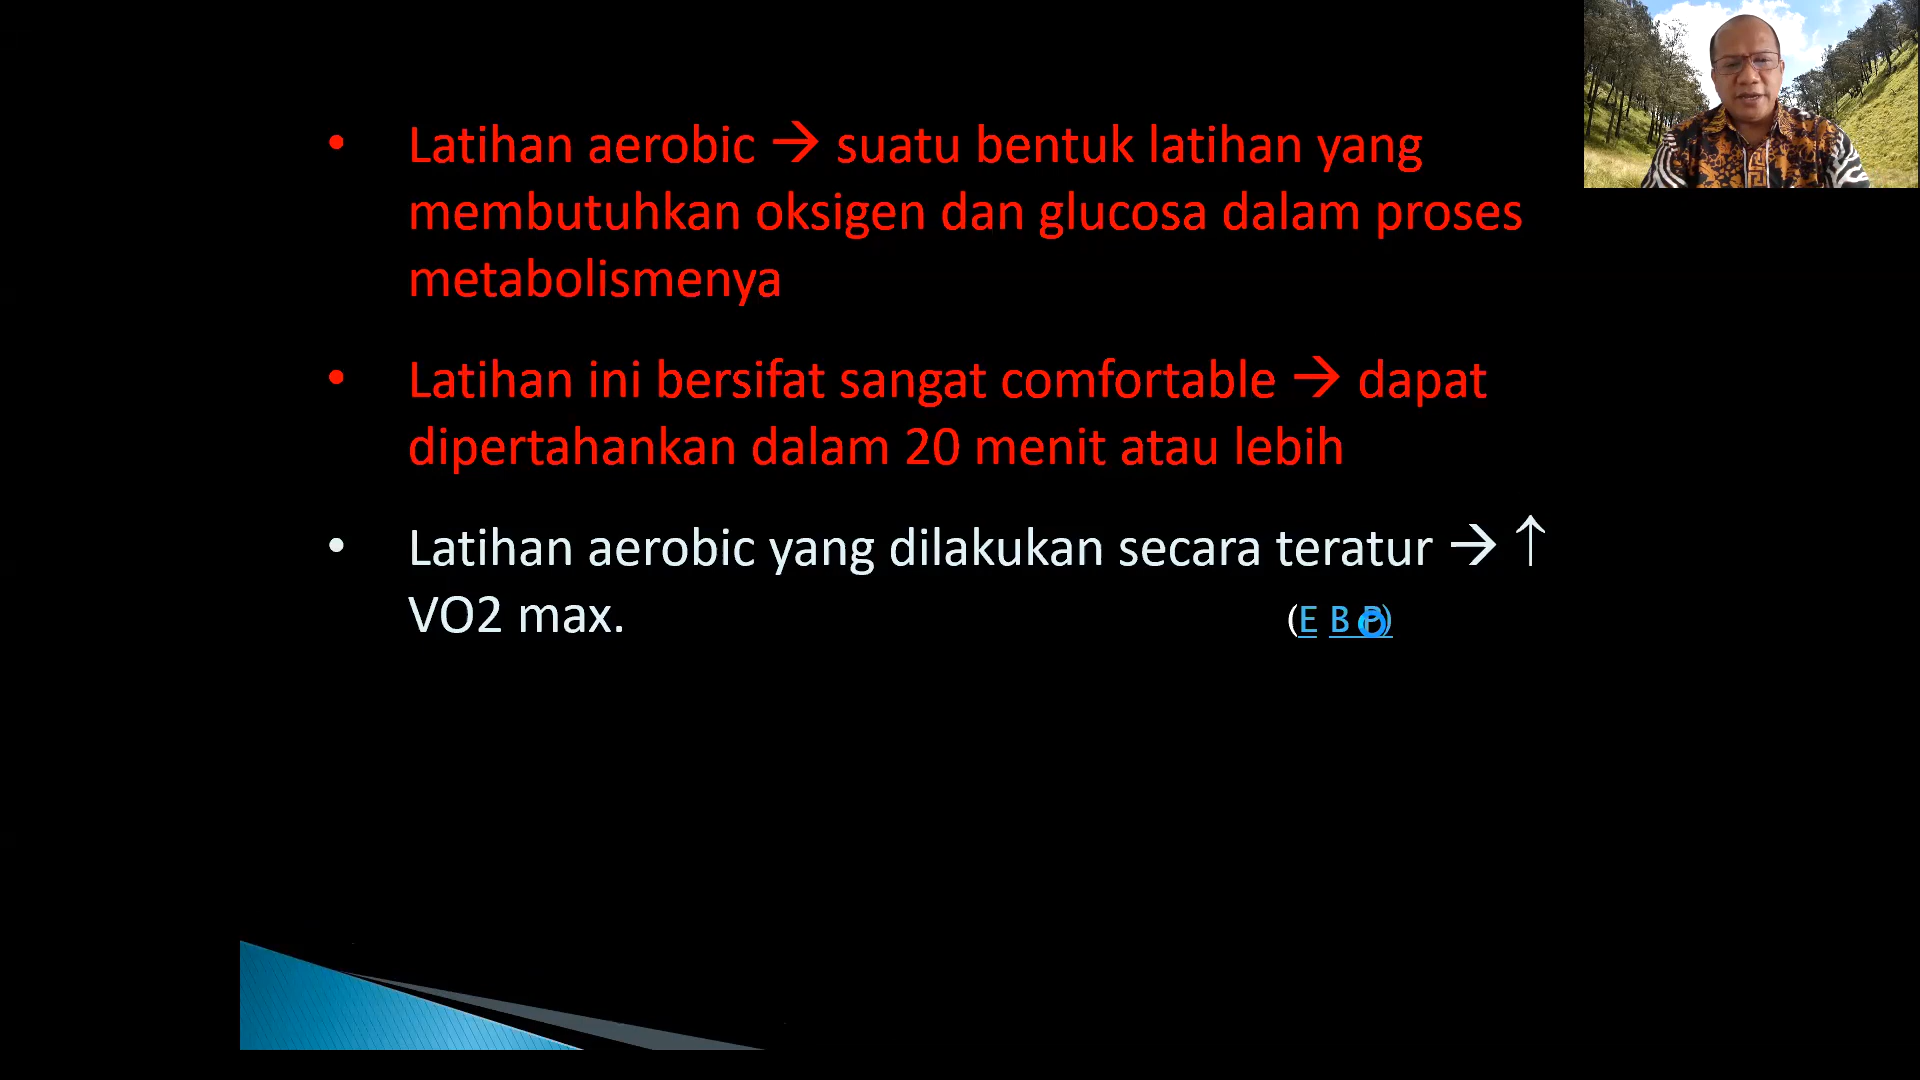 • Latihan aerobic → suatu bentuk latihan yang
membutuhkan oksigen dan glucosa dalam proses
metabolismenya
• Latihan ini bersifat sangat comfortable → dapat
dipertahankan dalam 20 menit atau lebih
• Latihan aerobic yang dilakukan secara teratur → ↑
VO2 max. (E B P)